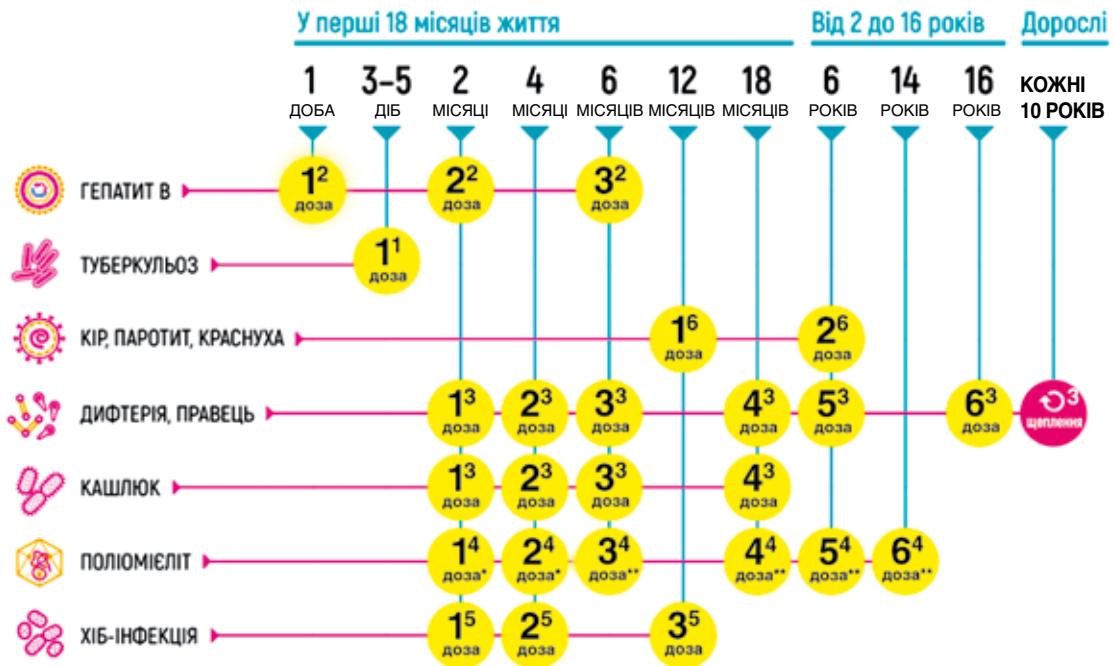 У перші 18 місяців життя
Від 2 до 16 років
Дорослі
1 ДОБА
3–5 ДІБ
2 МІСЯЦІ
4 МІСЯЦІ
6 МІСЯЦІВ
12 МІСЯЦІВ
18 МІСЯЦІВ
6 РОКІВ
14 РОКІВ
16 РОКІВ
КОЖНІ 10 РОКІВ
ГЕПАТИТ В 1² доза 2² доза 3² доза
ТУБЕРКУЛЬОЗ 1¹ доза
КІР, ПАРОТИТ, КРАСНУХА 1⁶ доза 2⁶ доза
ДИФТЕРІЯ, ПРАВЕЦЬ 1³ доза 2³ доза 3³ доза 4³ доза 5³ доза 6³ доза 3 щеплення
КАШЛЮК 1³ доза 2³ доза 3³ доза 4³ доза
ПОЛІОМІЄЛІТ 1⁴ доза* 2⁴ доза* 3⁴ доза** 4⁴ доза** 5⁴ доза** 6⁴ доза**
ХІБ-ІНФЕКЦІЯ 1⁵ доза 2⁵ доза 3⁵ доза